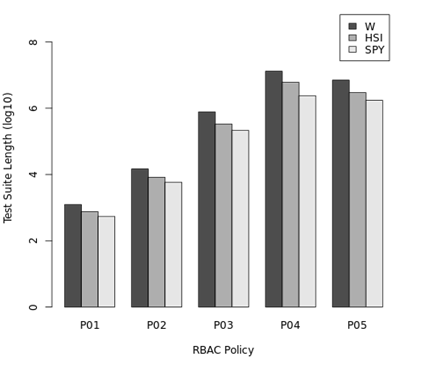 W
HSI
SPY
Test Suite Length (log10)
8
6
4
2
0
P01 P02 P03 P04 P05
RBAC Policy